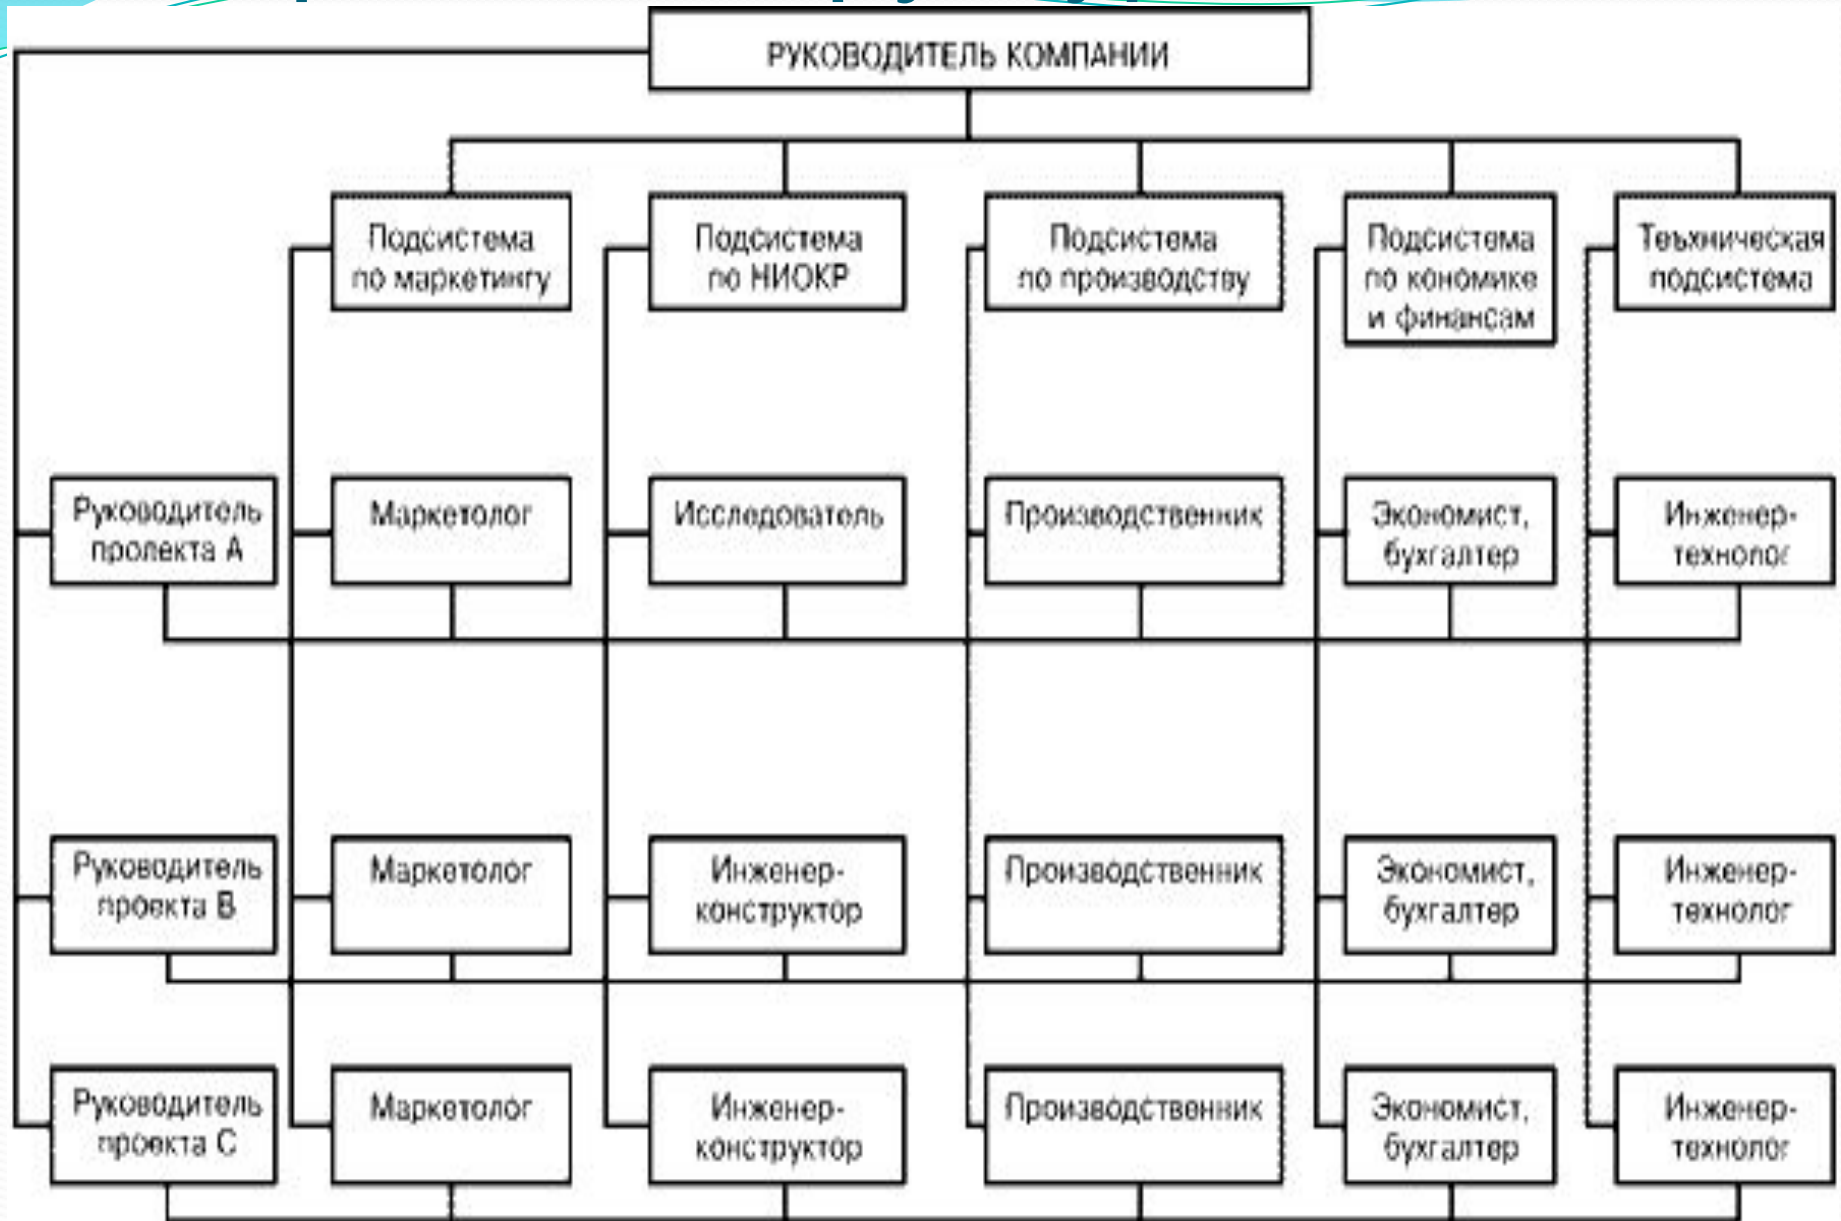 РУКОВОДИТЕЛЬ КОМПАНИИ
Подсистема
по маркетингу
Подсистема
по НИОКР
Подсистема
по производству
Подсистема
по кономике
и финансам
Теъхническая
подсистема
Руководитель
пролекта А
Маркетолог
Исследователь
Производственник
Экономист,
бухгалтер
Инженер-
технолог
Руководитель
проекта В
Маркетолог
Инженер-
конструктор
Производственник
Экономист,
бухгалтер
Инженер-
технолог
Руководитель
проекта С
Маркетолог
Инженер-
конструктор
Производственник
Экономист,
бухгалтер
Инженер-
технолог